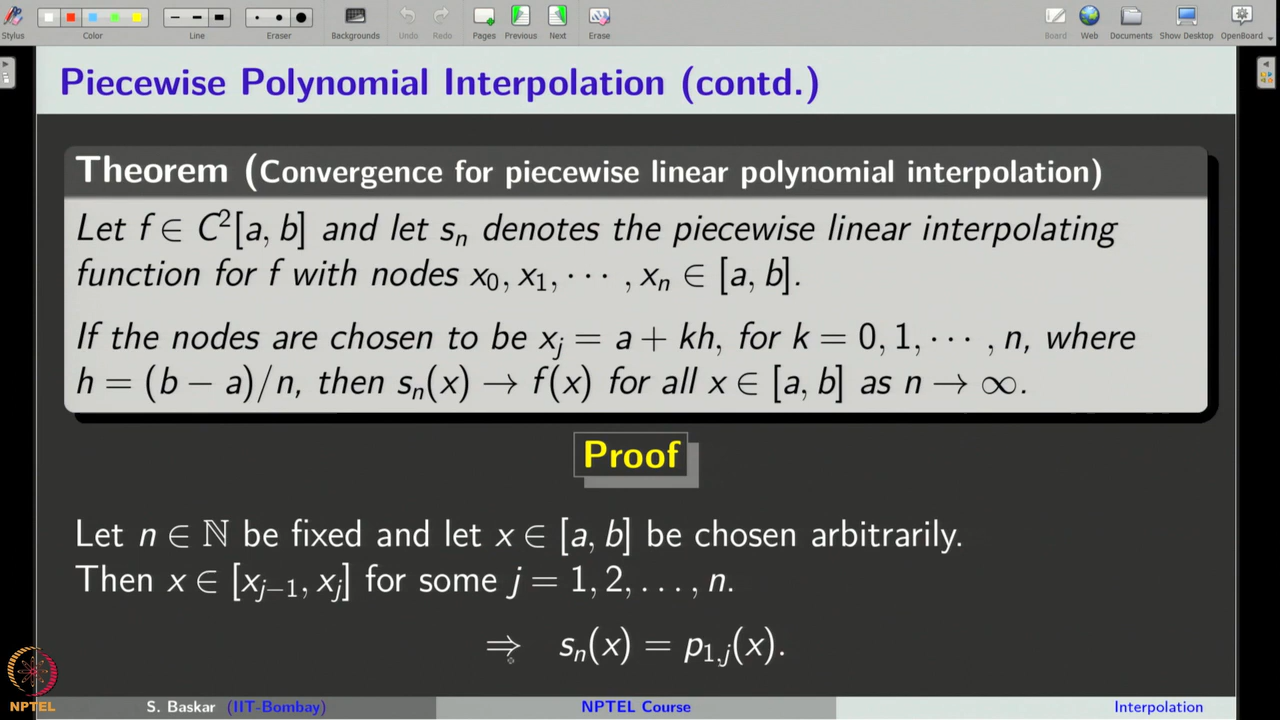 Stylus Color Line Eraser Backgrounds Undo Redo Pages Previous Next Erase Board Web Documents Show Desktop OpenBoard
Piecewise Polynomial Interpolation (contd.)
Theorem (Convergence for piecewise linear polynomial interpolation)
Let f ∈ C²[a, b] and let sₙ denotes the piecewise linear interpolating
function for f with nodes x₀, x₁, ⋯ , xₙ ∈ [a, b].
If the nodes are chosen to be xⱼ = a + kh, for k = 0, 1, ⋯ , n, where
h = (b − a)/n, then sₙ(x) → f(x) for all x ∈ [a, b] as n → ∞.
Proof
Let n ∈ ℕ be fixed and let x ∈ [a, b] be chosen arbitrarily.
Then x ∈ [xⱼ₋₁, xⱼ] for some j = 1, 2, . . . , n.
⇒ sₙ(x) = p₁,ⱼ(x).
NPTEL
S. Baskar (IIT-Bombay) NPTEL Course Interpolation